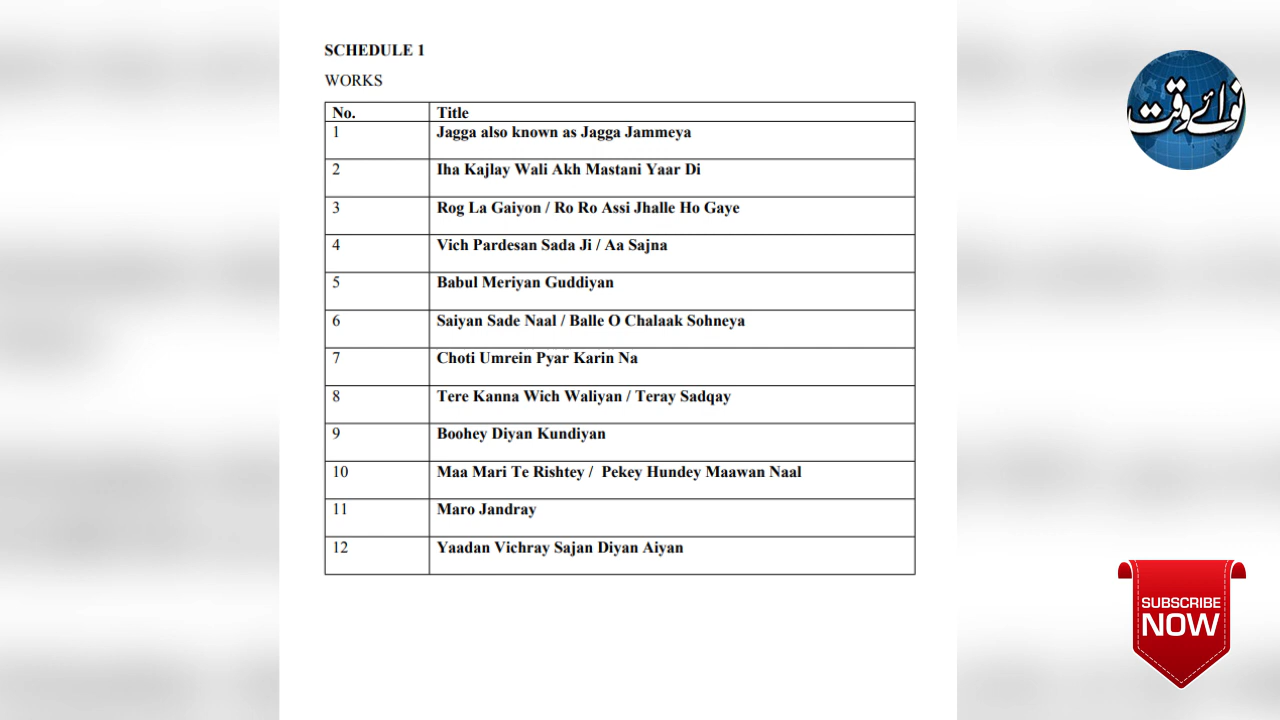 SCHEDULE 1
WORKS
No. Title
1 Jagga also known as Jagga Jammeya
2 Iha Kajlay Wali Akh Mastani Yaar Di
3 Rog La Gaiyon / Ro Ro Assi Jhalle Ho Gaye
4 Vich Pardesan Sada Ji / Aa Sajna
5 Babul Meriyan Guddiyan
6 Saiyan Sade Naal / Balle O Chalaak Sohneya
7 Choti Umrein Pyar Karin Na
8 Tere Kanna Wich Waliyan / Teray Sadqay
9 Boohey Diyan Kundiyan
10 Maa Mari Te Rishtey / Pekey Hundey Maawan Naal
11 Maro Jandray
12 Yaadan Vichray Sajan Diyan Aiyan
نوائے وقت
SUBSCRIBE
NOW